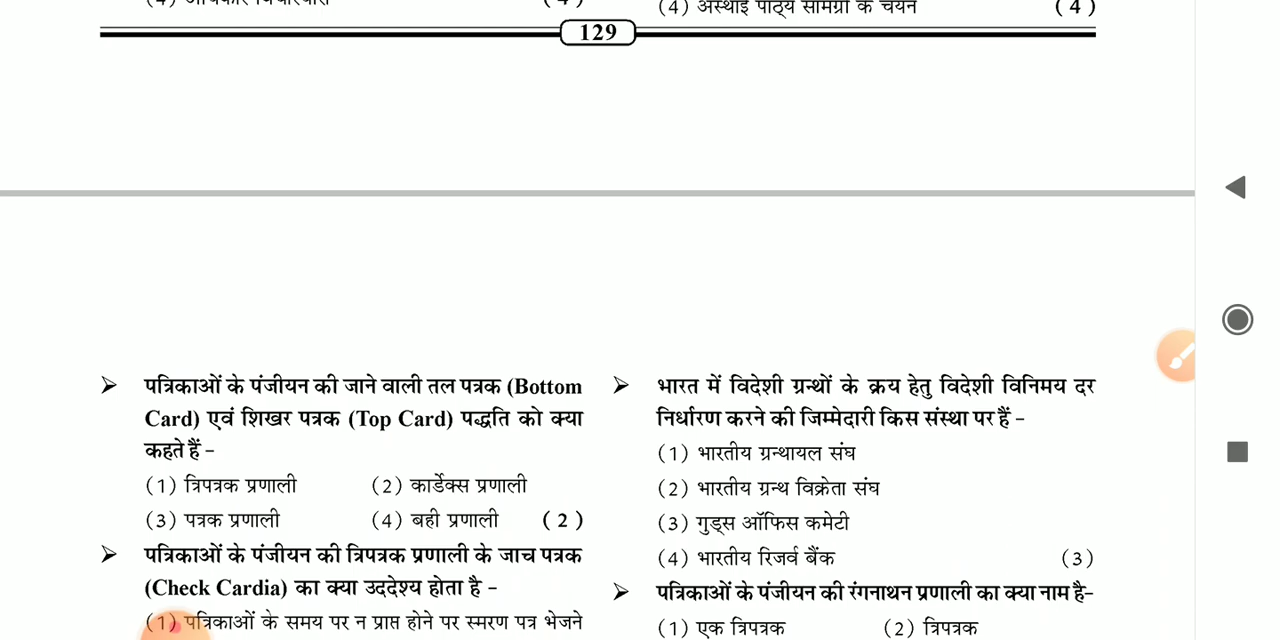 (4)
(4) अस्थाई पाठ्य सामग्री के चयन (4)
129
➢ पत्रिकाओं के पंजीयन की जाने वाली तल पत्रक (Bottom
Card) एवं शिखर पत्रक (Top Card) पद्धति को क्या
कहते हैं -
(1) त्रिपत्रक प्रणाली (2) कार्डेक्स प्रणाली
(3) पत्रक प्रणाली (4) बही प्रणाली (2)
➢ पत्रिकाओं के पंजीयन की त्रिपत्रक प्रणाली के जाच पत्रक
(Check Cardia) का क्या उददेश्य होता है -
(1) पत्रिकाओं के समय पर न प्राप्त होने पर स्मरण पत्र भेजने
➢ भारत में विदेशी ग्रन्थों के क्रय हेतु विदेशी विनिमय दर
निर्धारण करने की जिम्मेदारी किस संस्था पर हैं -
(1) भारतीय ग्रन्थायल संघ
(2) भारतीय ग्रन्थ विक्रेता संघ
(3) गुड्स ऑफिस कमेटी
(4) भारतीय रिजर्व बैंक (3)
➢ पत्रिकाओं के पंजीयन की रंगनाथन प्रणाली का क्या नाम है-
(1) एक त्रिपत्रक (2) त्रिपत्रक